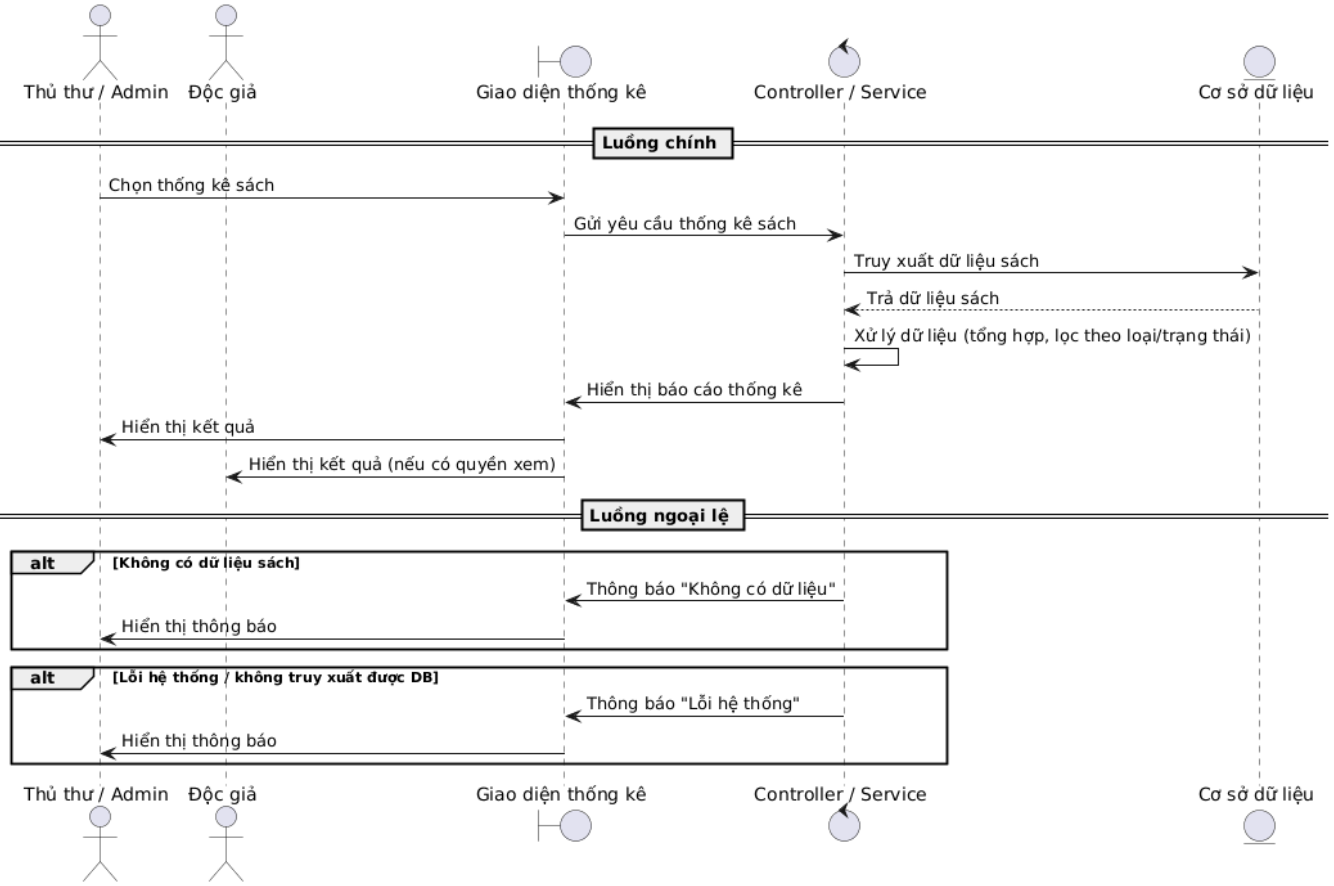 Thủ thư / Admin
Độc giả
Giao diện thống kê
Controller / Service
Cơ sở dữ liệu
Luồng chính
Chọn thống kê sách
Gửi yêu cầu thống kê sách
Truy xuất dữ liệu sách
Trả dữ liệu sách
Xử lý dữ liệu (tổng hợp, lọc theo loại/trạng thái)
Hiển thị báo cáo thống kê
Hiển thị kết quả
Hiển thị kết quả (nếu có quyền xem)
Luồng ngoại lệ
alt
[Không có dữ liệu sách]
Thông báo "Không có dữ liệu"
Hiển thị thông báo
alt
[Lỗi hệ thống / không truy xuất được DB]
Thông báo "Lỗi hệ thống"
Hiển thị thông báo
Thủ thư / Admin
Độc giả
Giao diện thống kê
Controller / Service
Cơ sở dữ liệu